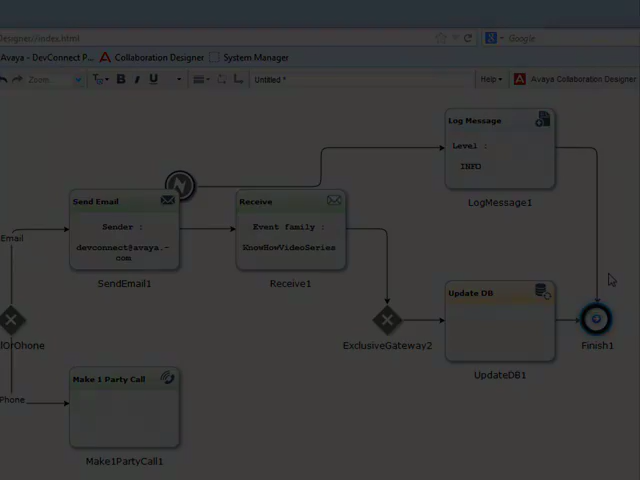 Designer/index.html
Google
Avaya - DevConnect P...
Collaboration Designer
System Manager
Zoom
B I U
Untitled *
Help
Avaya Collaboration Designer
Log Message
Level :
INFO
LogMessage1
Send Email
Sender :
devconnect@avaya.-
com
SendEmail1
Receive
Event family :
KnowHowVideoSeries
Receive1
Email
lOrOhone
ExclusiveGateway2
Update DB
UpdateDB1
Finish1
Phone
Make 1 Party Call
Make1PartyCall1